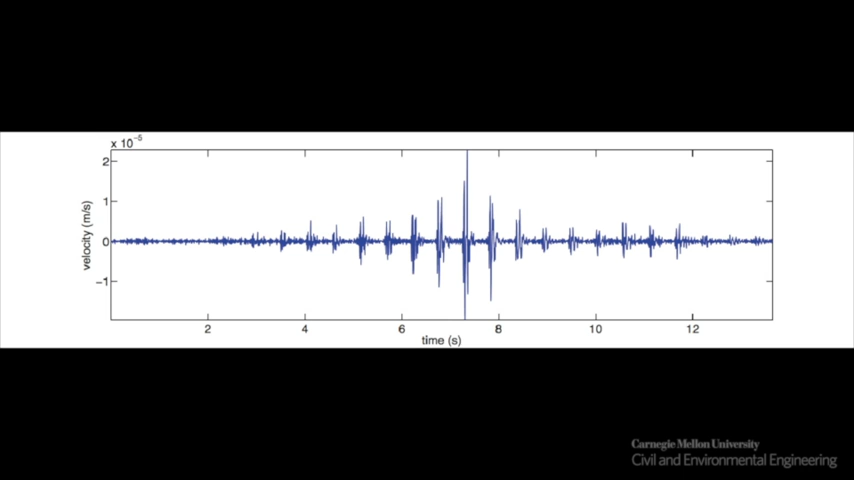 x 10⁻⁵
2
1
0
−1
velocity (m/s)
2 4 6 8 10 12
time (s)
Carnegie Mellon University
Civil and Environmental Engineering